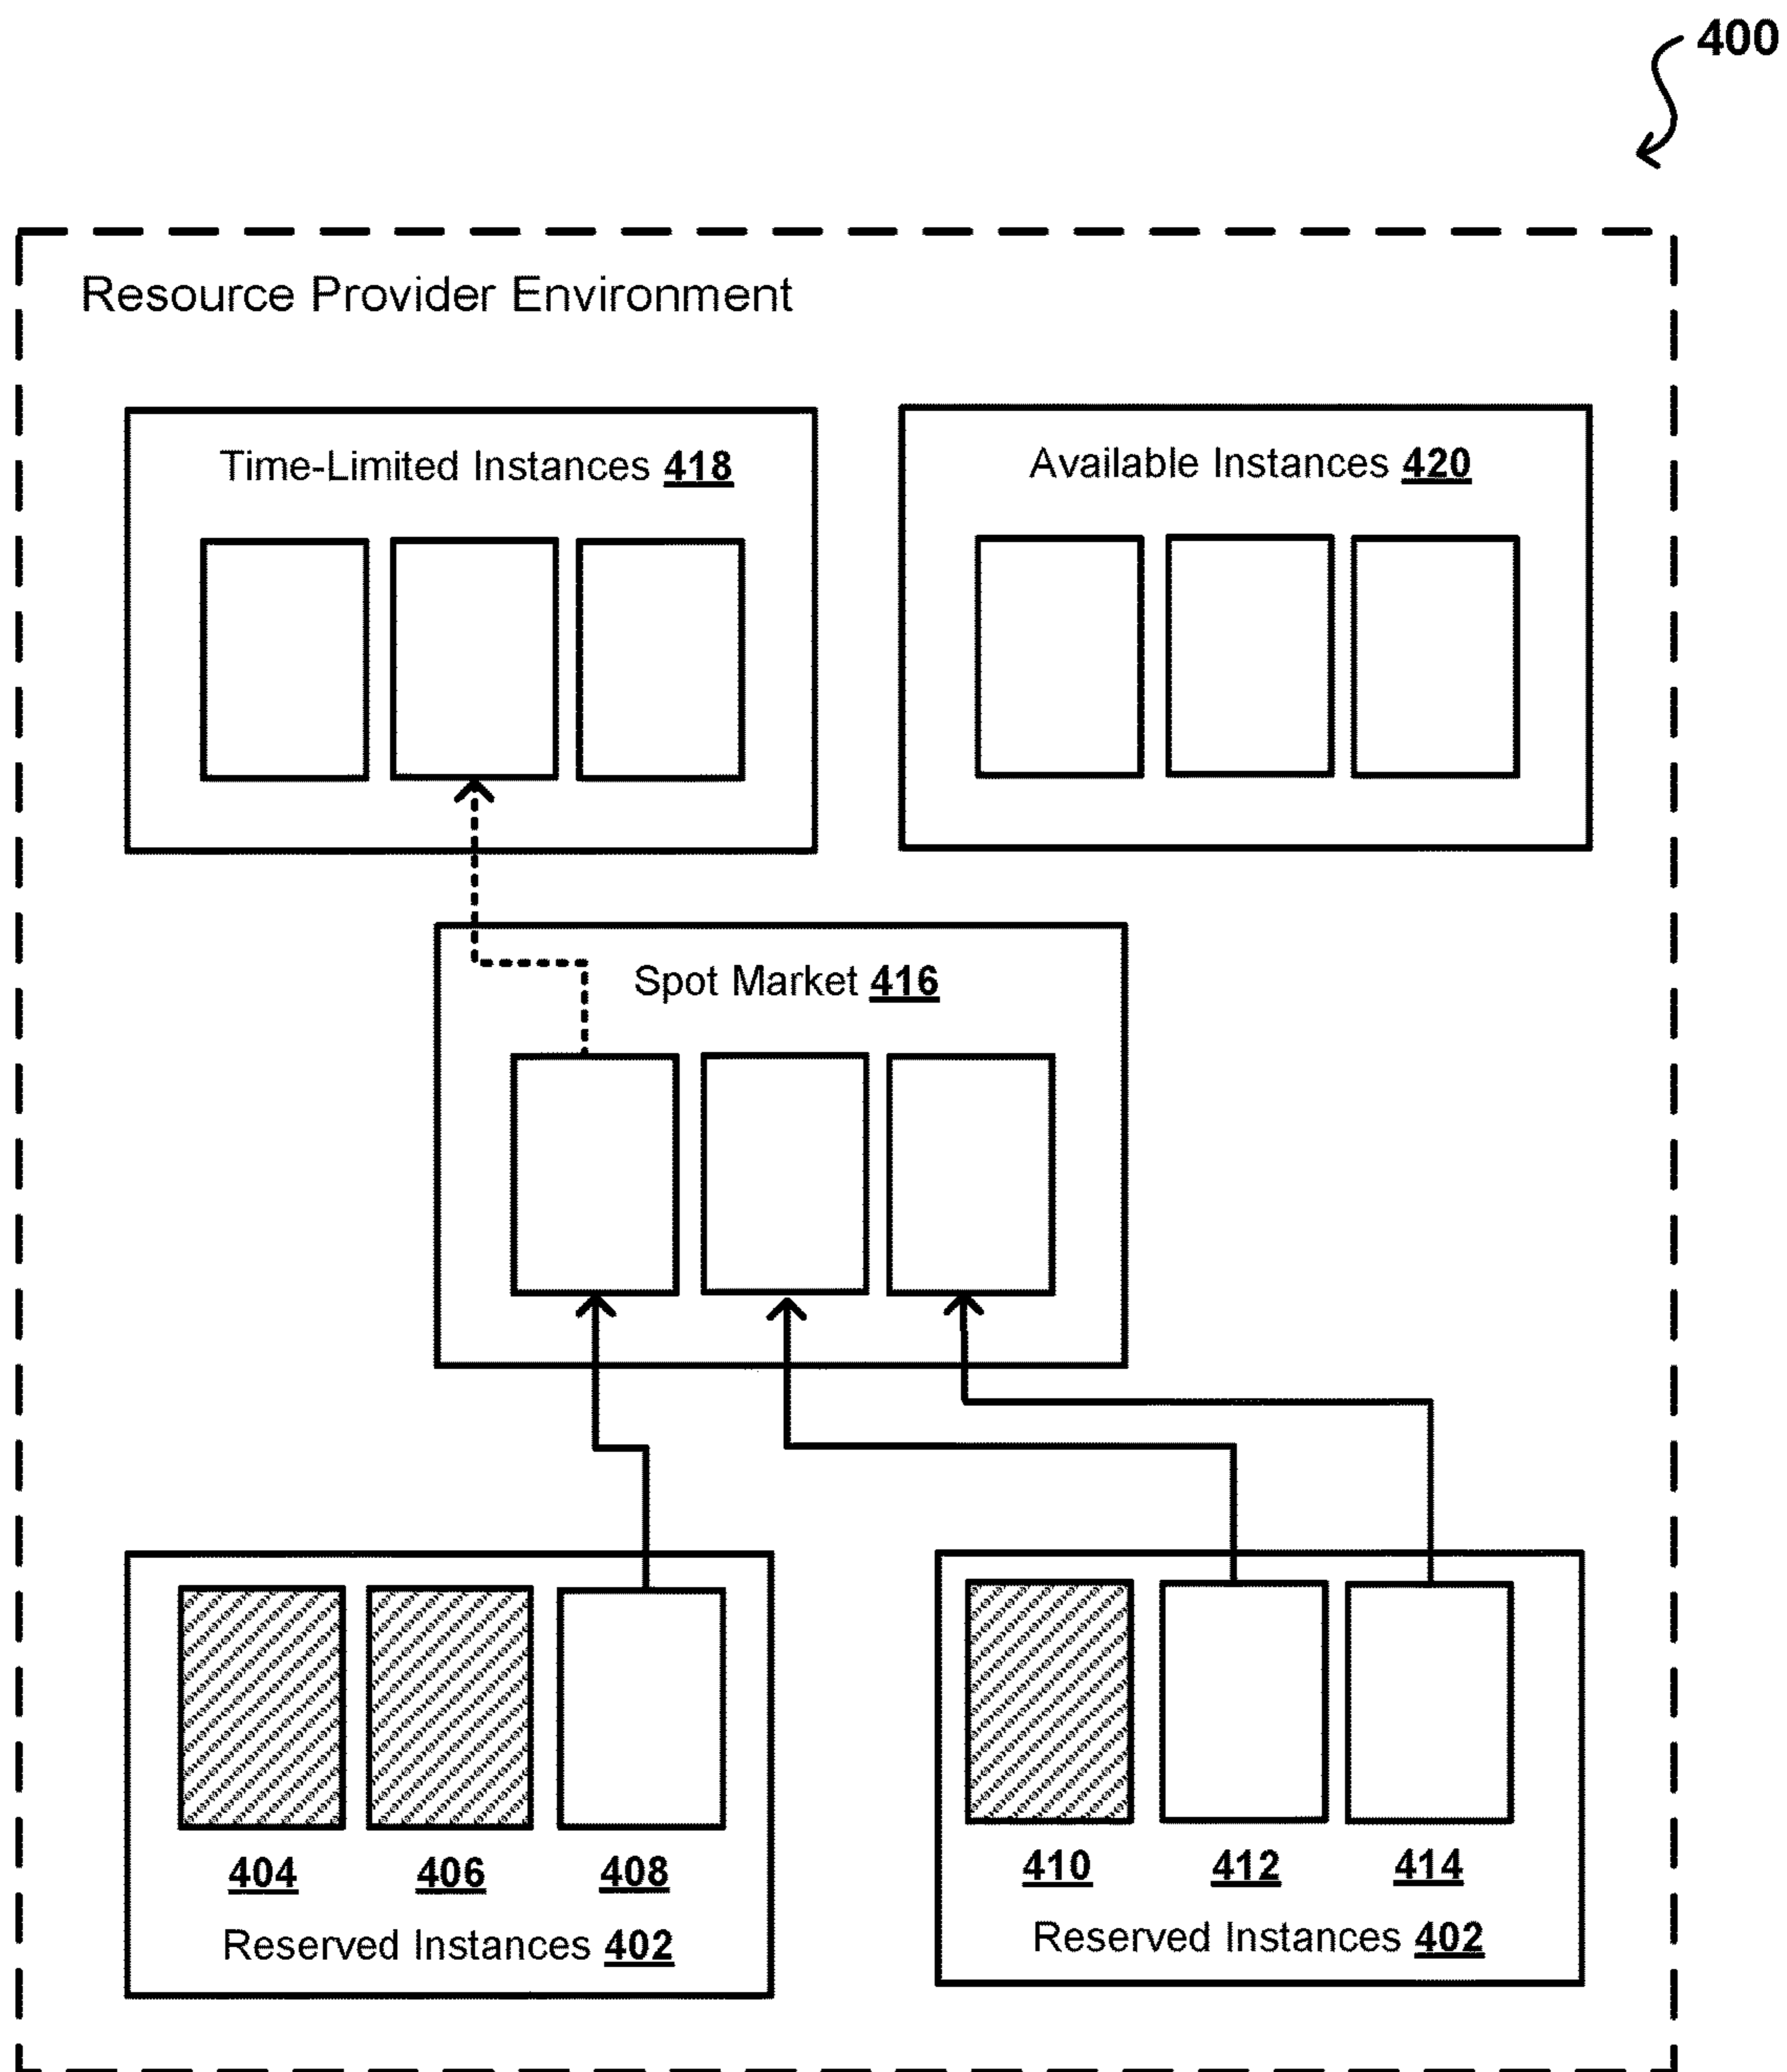 400
Resource Provider Environment
Time-Limited Instances 418
Available Instances 420
Spot Market 416
404 406 408
Reserved Instances 402
410 412 414
Reserved Instances 402